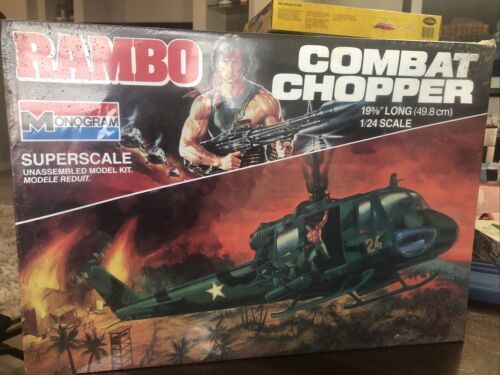 RAMBO
COMBAT
CHOPPER
19⅝" LONG (49.8 cm)
1/24 SCALE
MONOGRAM
SUPERSCALE
UNASSEMBLED MODEL KIT.
MODELE REDUIT.
24